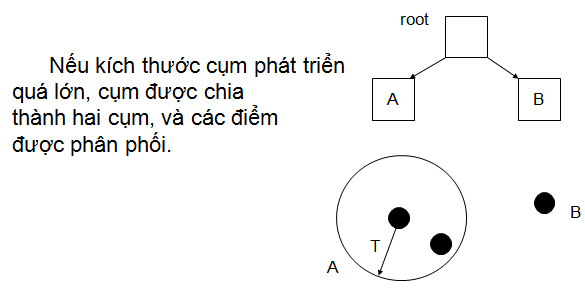 root
Nếu kích thước cụm phát triển
quá lớn, cụm được chia
thành hai cụm, và các điểm
được phân phối.
A
B
T
A
B